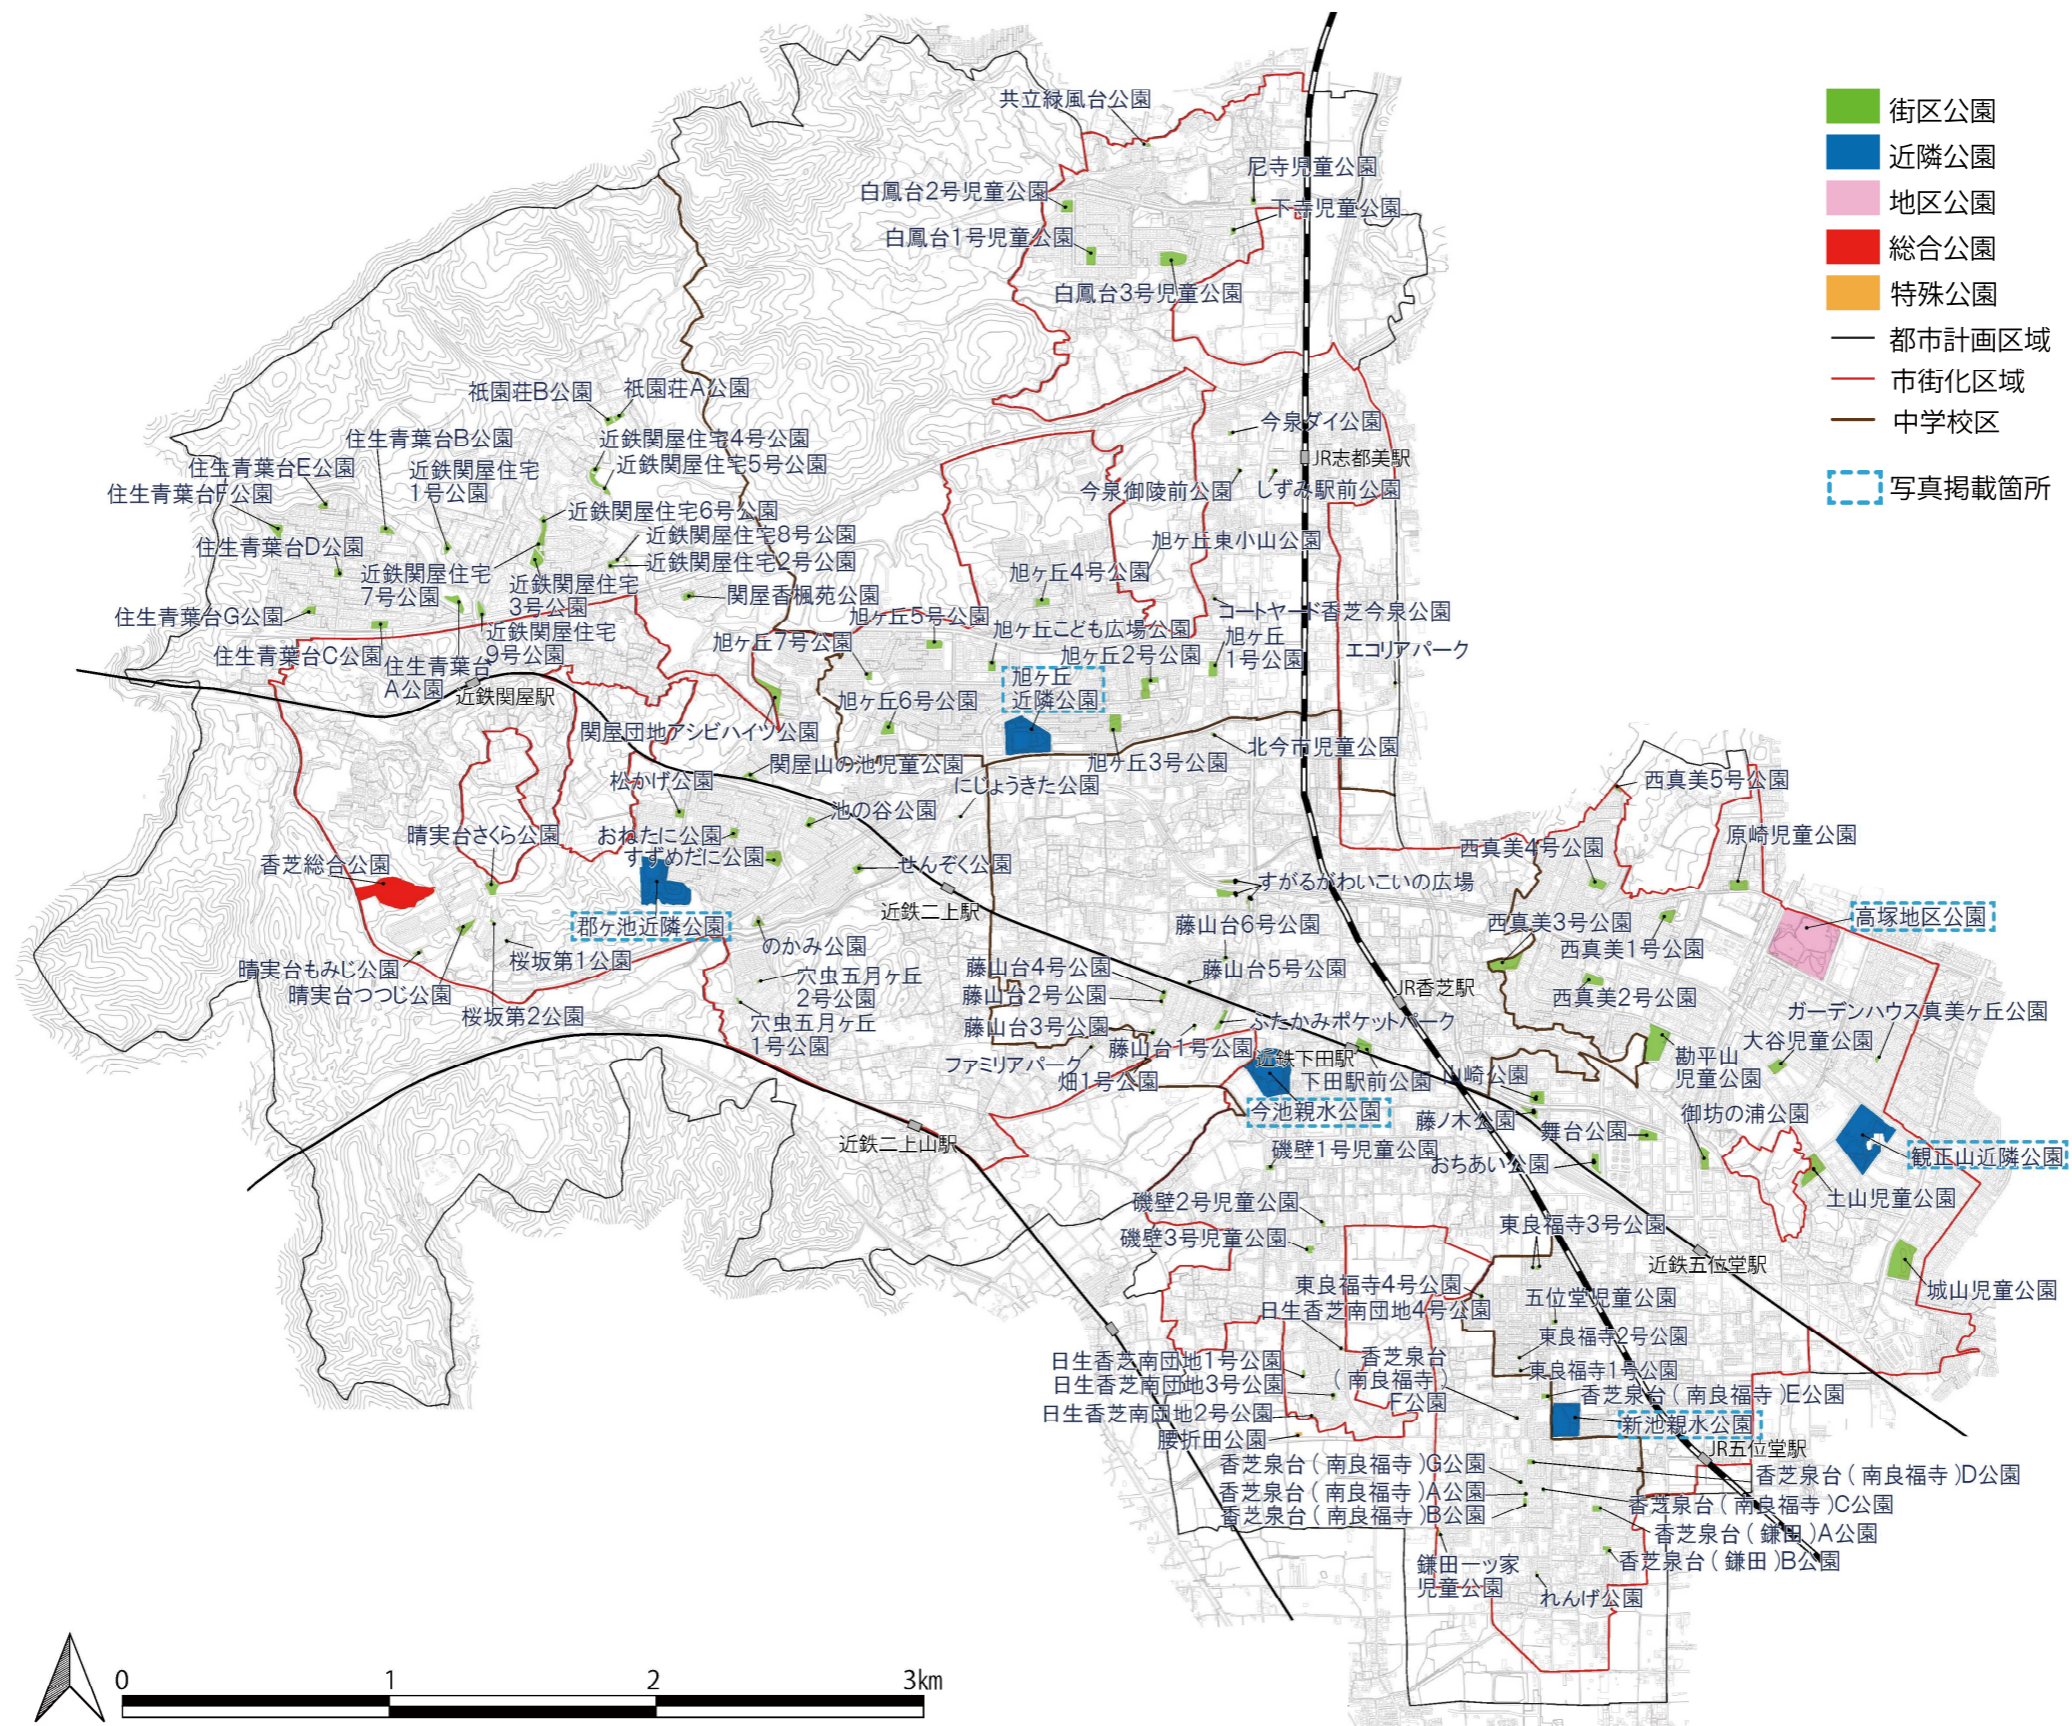 共立緑風台公園
尼寺児童公園
白鳳台2号児童公園
下寺児童公園
白鳳台1号児童公園
白鳳台3号児童公園
街区公園
近隣公園
地区公園
総合公園
特殊公園
都市計画区域
市街化区域
中学校区
写真掲載箇所
祇園荘B公園
祇園荘A公園
今泉ダイ公園
住生青葉台B公園
近鉄関屋住宅4号公園
JR志都美駅
住生青葉台E公園
近鉄関屋住宅
1号公園
近鉄関屋住宅5号公園
住生青葉台F公園
今泉御陵前公園
しずみ駅前公園
近鉄関屋住宅6号公園
近鉄関屋住宅8号公園
旭ヶ丘東小山公園
住生青葉台D公園
近鉄関屋住宅2号公園
近鉄関屋住宅
7号公園
近鉄関屋住宅
3号公園
旭ヶ丘4号公園
関屋香楓苑公園
住生青葉台G公園
旭ヶ丘5号公園
コートヤード香芝今泉公園
近鉄関屋住宅
9号公園
旭ヶ丘7号公園
旭ヶ丘こども広場公園
旭ヶ丘
1号公園
住生青葉台C公園
住生青葉台
A公園
旭ヶ丘2号公園
エコリアパーク
近鉄関屋駅
旭ヶ丘
近隣公園
旭ヶ丘6号公園
関屋団地アシビハイツ公園
北今市児童公園
関屋山の池児童公園
旭ヶ丘3号公園
松かげ公園
にじょうきた公園
西真美5号公園
池の谷公園
晴実台さくら公園
おねたに公園
原崎児童公園
香芝総合公園
すずめだに公園
せんぞく公園
西真美4号公園
すがるがわいこいの広場
近鉄二上駅
郡ヶ池近隣公園
藤山台6号公園
西真美3号公園
高塚地区公園
のかみ公園
西真美1号公園
桜坂第1公園
晴実台もみじ公園
藤山台4号公園
藤山台5号公園
穴虫五月ヶ丘
2号公園
JR香芝駅
晴実台つつじ公園
藤山台2号公園
西真美2号公園
桜坂第2公園
穴虫五月ヶ丘
1号公園
藤山台3号公園
ふたかみポケットパーク
ガーデンハウス真美ヶ丘公園
藤山台1号公園
大谷児童公園
ファミリアパーク
近鉄下田駅
勘平山
児童公園
畑1号公園
下田駅前公園
山崎公園
今池親水公園
藤ノ木公園
御坊の浦公園
舞台公園
近鉄二上山駅
磯壁1号児童公園
おちあい公園
観正山近隣公園
磯壁2号児童公園
土山児童公園
東良福寺3号公園
磯壁3号児童公園
近鉄五位堂駅
東良福寺4号公園
五位堂児童公園
城山児童公園
日生香芝南団地4号公園
東良福寺2号公園
日生香芝南団地1号公園
香芝泉台
(南良福寺)
F公園
東良福寺1号公園
日生香芝南団地3号公園
香芝泉台(南良福寺)E公園
日生香芝南団地2号公園
新池親水公園
腰折田公園
JR五位堂駅
香芝泉台(南良福寺)G公園
香芝泉台(南良福寺)D公園
香芝泉台(南良福寺)A公園
香芝泉台(南良福寺)C公園
香芝泉台(南良福寺)B公園
香芝泉台(鎌田)A公園
鎌田一ッ家
児童公園
香芝泉台(鎌田)B公園
れんげ公園
0 1 2 3km